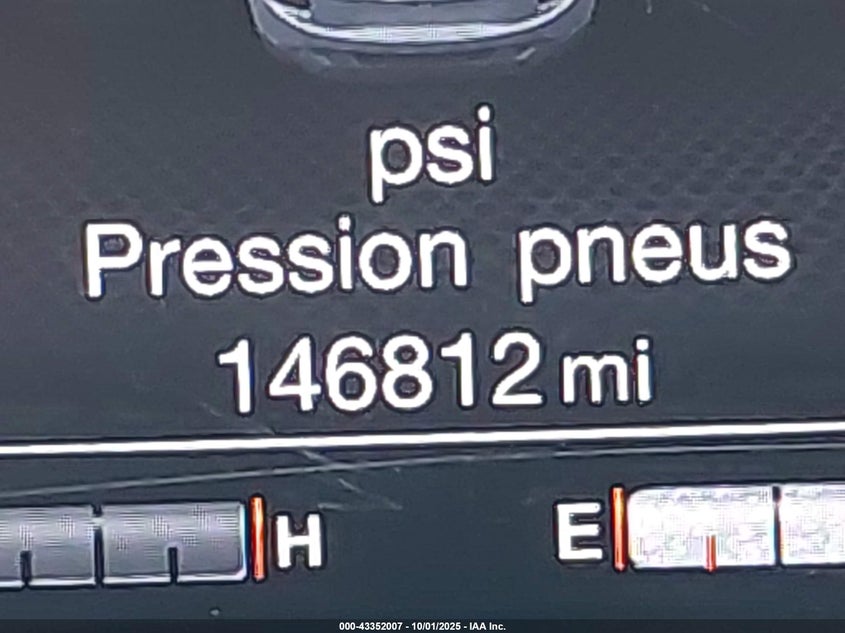 psi
Pression pneus
146812 mi
H E
000-43352007 - 10/01/2025 - IAA Inc.